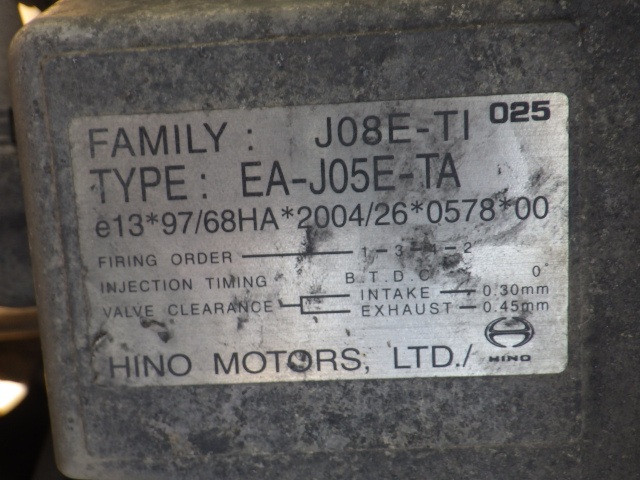 025
FAMILY : J08E-TI
TYPE : EA-J05E-TA
e13*97/68HA*2004/26*0578*00
FIRING ORDER 1-3-4-2
INJECTION TIMING B.T.D.C 0°
VALVE CLEARANCE INTAKE 0.30mm
EXHAUST 0.45mm
HINO MOTORS, LTD./
HINO